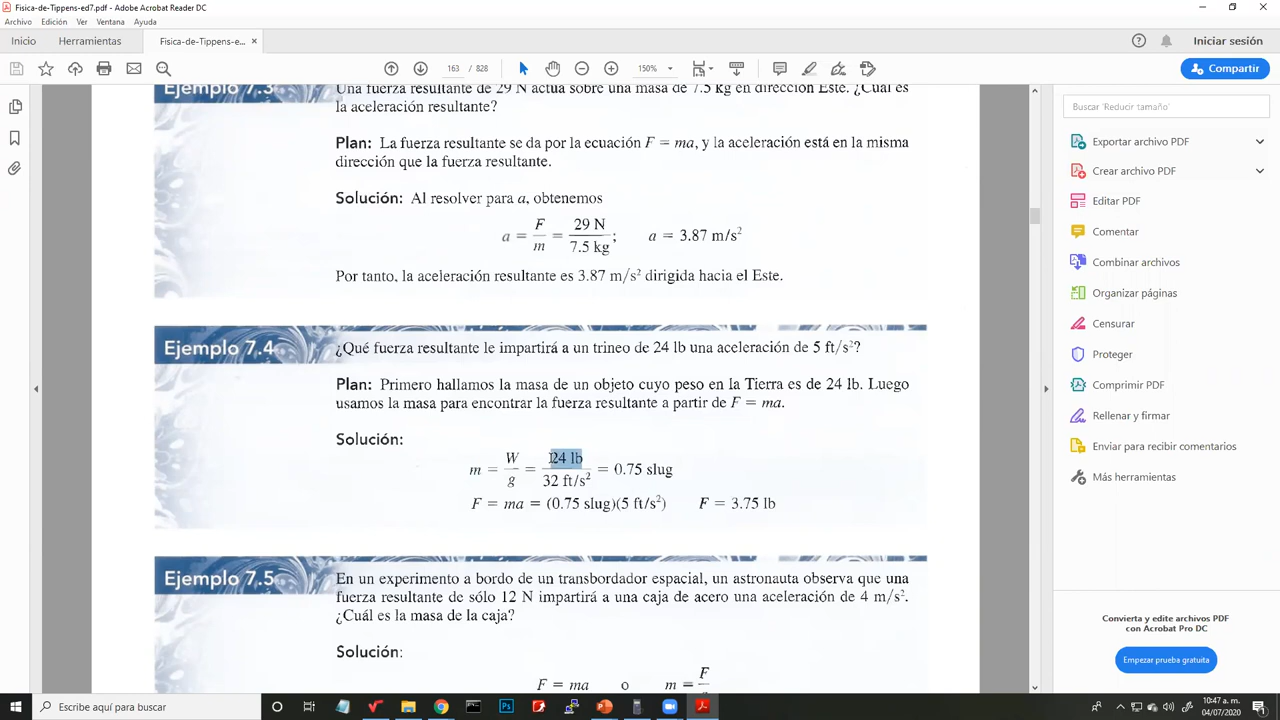 Fisica-de-Tippens-ed7.pdf - Adobe Acrobat Reader DC
Archivo Edición Ver Ventana Ayuda
Inicio Herramientas Fisica-de-Tippens-e... × Iniciar sesión
163 / 828 150% Compartir
Ejemplo 7.3 Una fuerza resultante de 29 N actúa sobre una masa de 7.5 kg en dirección Este. ¿Cuál es
la aceleración resultante?
Plan: La fuerza resultante se da por la ecuación F = ma, y la aceleración está en la misma
dirección que la fuerza resultante.
Solución: Al resolver para a, obtenemos
a = F/m = 29 N/7.5 kg; a = 3.87 m/s²
Por tanto, la aceleración resultante es 3.87 m/s² dirigida hacia el Este.
Ejemplo 7.4 ¿Qué fuerza resultante le impartirá a un trineo de 24 lb una aceleración de 5 ft/s²?
Plan: Primero hallamos la masa de un objeto cuyo peso en la Tierra es de 24 lb. Luego
usamos la masa para encontrar la fuerza resultante a partir de F = ma.
Solución:
m = W/g = 24 lb/32 ft/s² = 0.75 slug
F = ma = (0.75 slug)(5 ft/s²) F = 3.75 lb
Ejemplo 7.5 En un experimento a bordo de un transbordador espacial, un astronauta observa que una
fuerza resultante de sólo 12 N impartirá a una caja de acero una aceleración de 4 m/s².
¿Cuál es la masa de la caja?
Solución:
F = ma o m = F
Buscar 'Reducir tamaño'
Exportar archivo PDF
Crear archivo PDF
Editar PDF
Comentar
Combinar archivos
Organizar páginas
Censurar
Proteger
Comprimir PDF
Rellenar y firmar
Enviar para recibir comentarios
Más herramientas
Convierta y edite archivos PDF
con Acrobat Pro DC
Empezar prueba gratuita
Escribe aquí para buscar
10:47 a. m.
04/07/2020